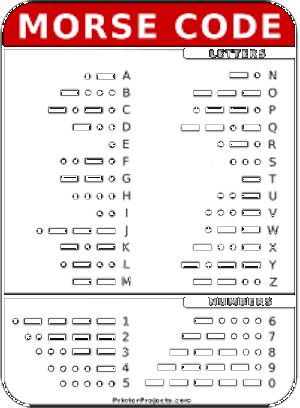 MORSE CODE
LETTERS
A N
B O
C P
D Q
E R
F S
G T
H U
I V
J W
K X
L Y
M Z
NUMBERS
1 6
2 7
3 8
4 9
5 0
PrinterProjects.com